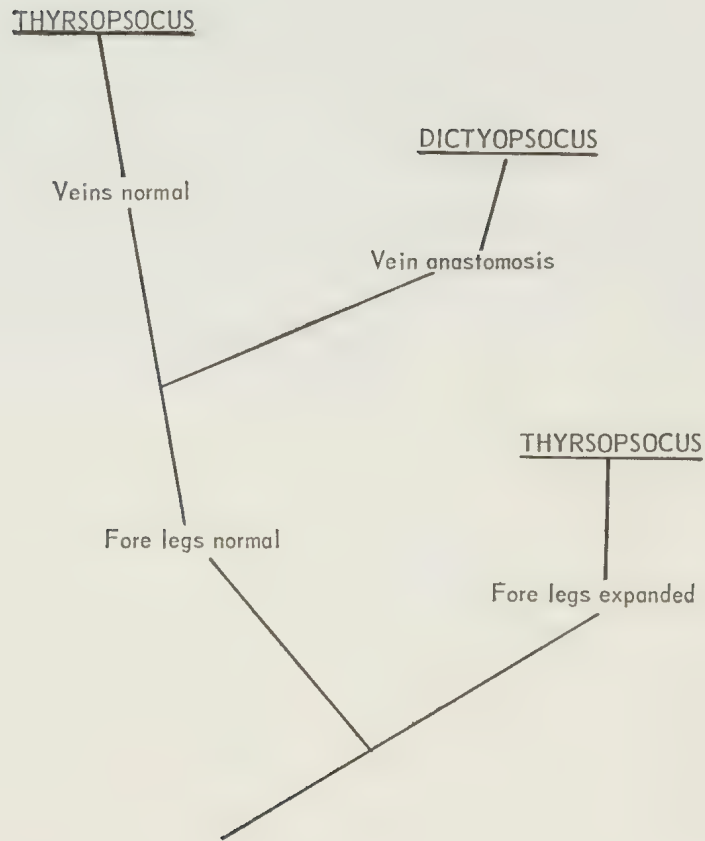 THYRSOPSOCUS
DICTYOPSOCUS
Veins normal
Vein anastomosis
THYRSOPSOCUS
Fore legs normal
Fore legs expanded